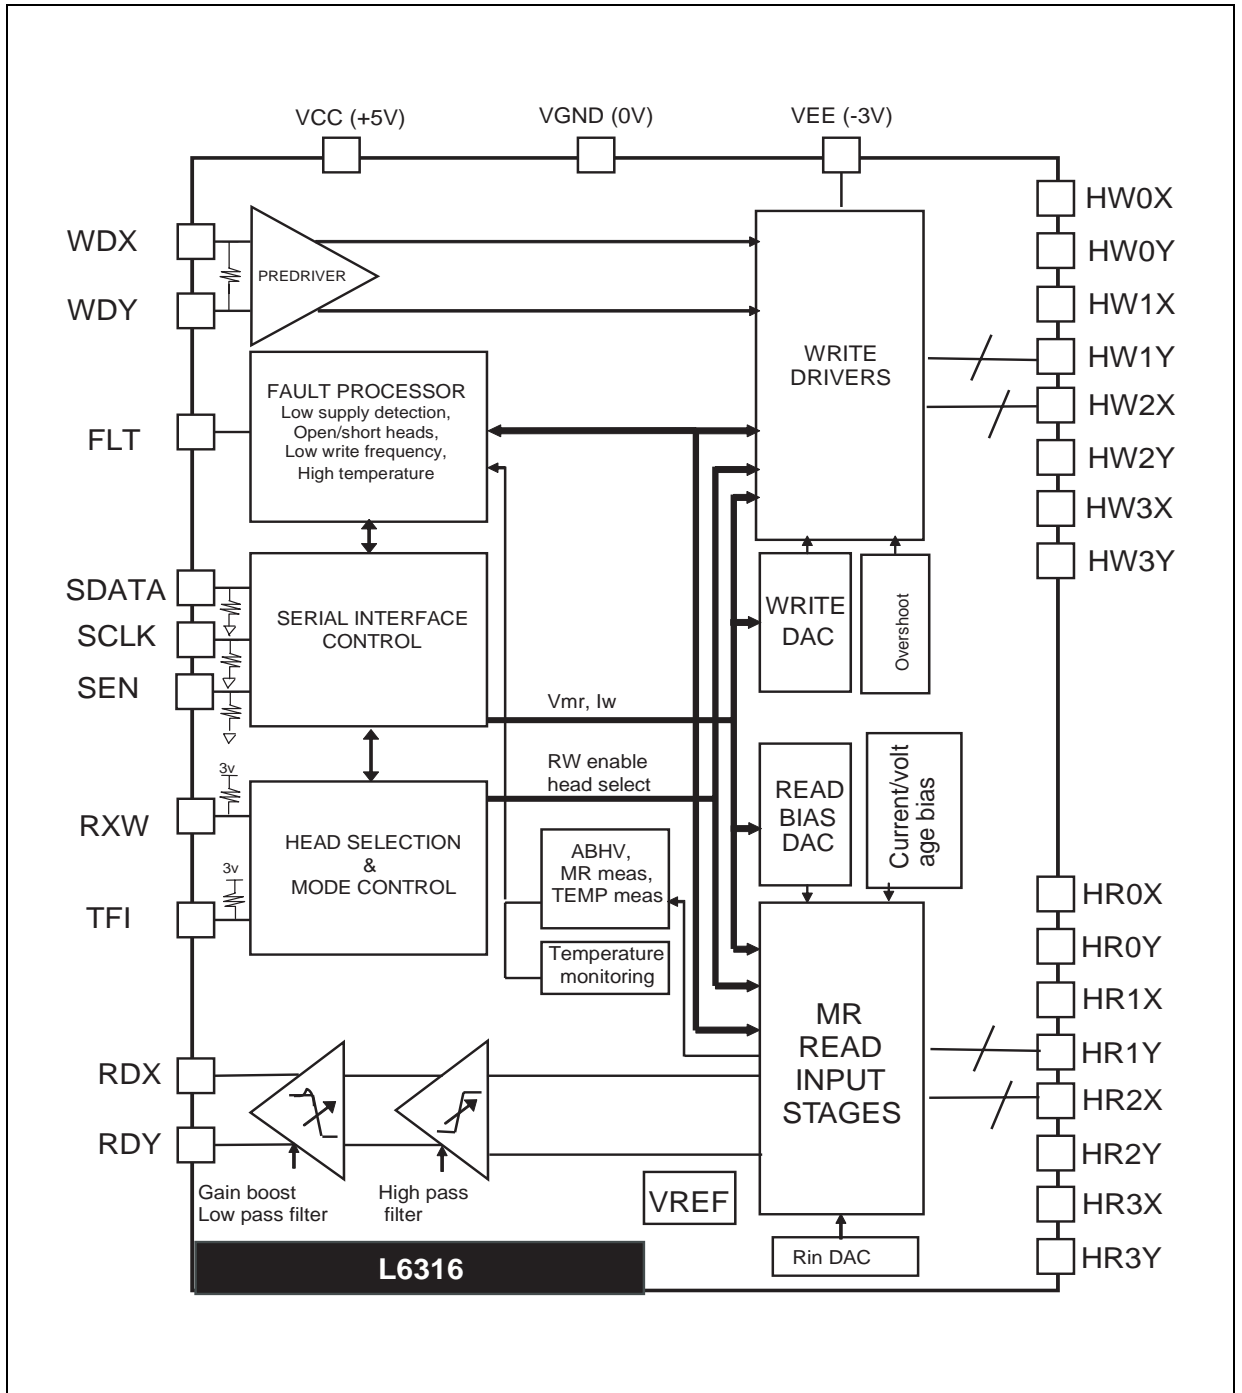 VCC (+5V)
VGND (0V)
VEE (-3V)
WDX
WDY
PREDRIVER
FLT
FAULT PROCESSOR
Low supply detection,
Open/short heads,
Low write frequency,
High temperature
WRITE
DRIVERS
HW0X
HW0Y
HW1X
HW1Y
HW2X
HW2Y
HW3X
HW3Y
SDATA
SCLK
SEN
SERIAL INTERFACE
CONTROL
WRITE
DAC
Overshoot
Vmr, Iw
RW enable
head select
3v
RXW
3v
TFI
HEAD SELECTION
&
MODE CONTROL
ABHV,
MR meas,
TEMP meas
Temperature
monitoring
READ
BIAS
DAC
Current/volt
age bias
HR0X
HR0Y
HR1X
HR1Y
HR2X
HR2Y
HR3X
HR3Y
MR
READ
INPUT
STAGES
RDX
RDY
Gain boost
Low pass filter
High pass
filter
VREF
Rin DAC
L6316